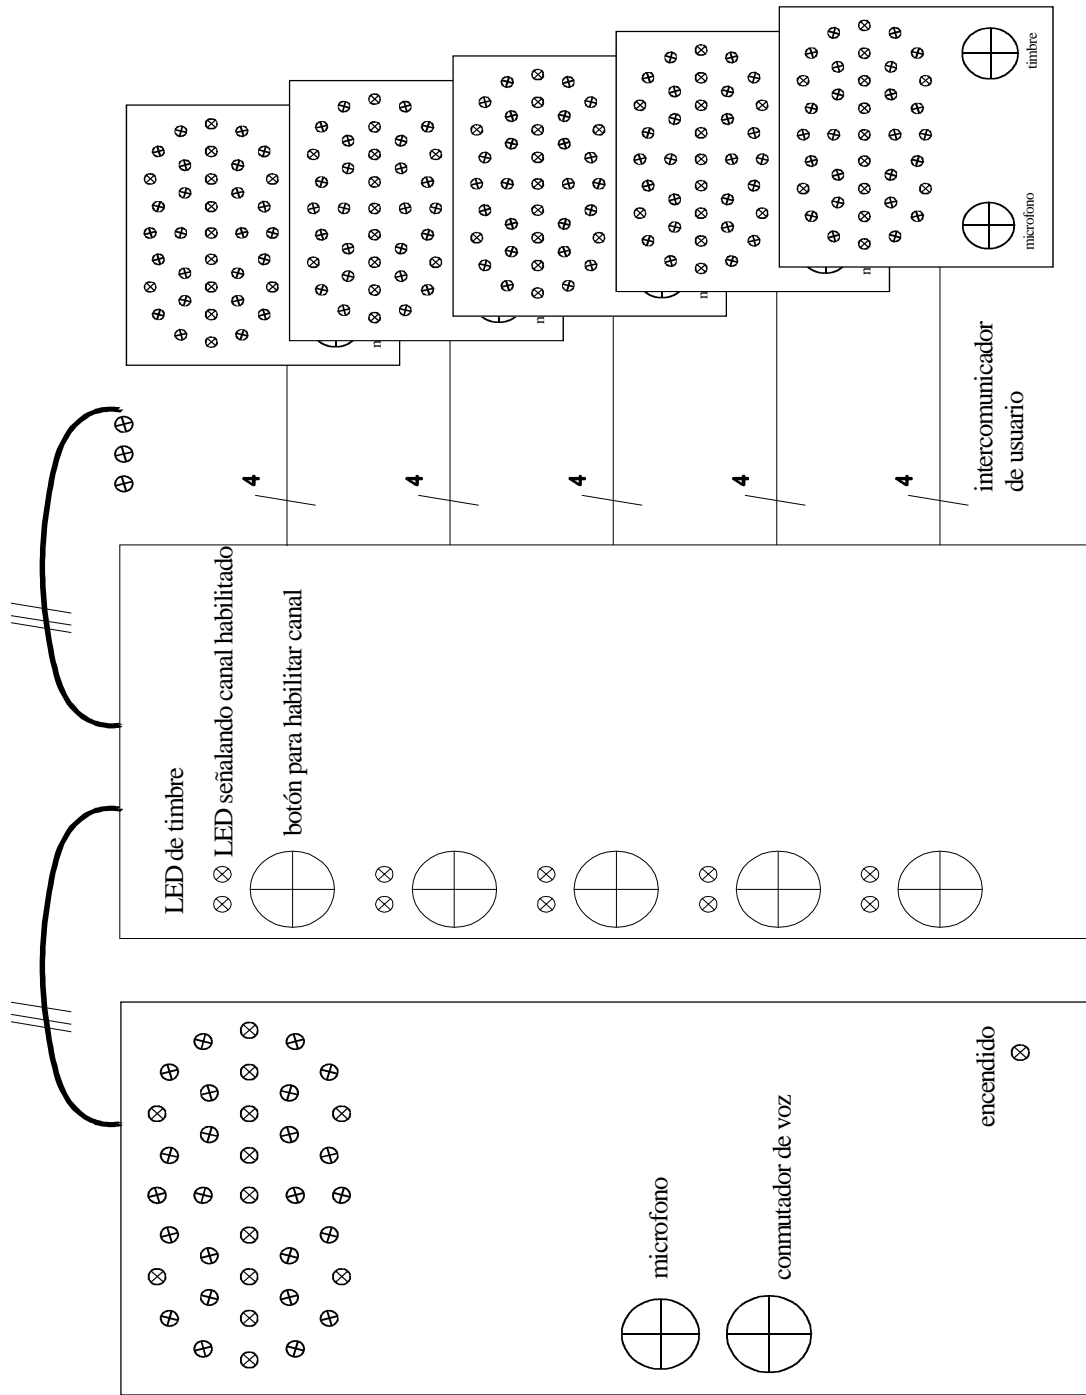 LED de timbre
LED señalando canal habilitado
4
botón para habilitar canal
4
4
microfono
4
conmutador de voz
4
encendido
intercomunicador
de usuario
microfono
timbre